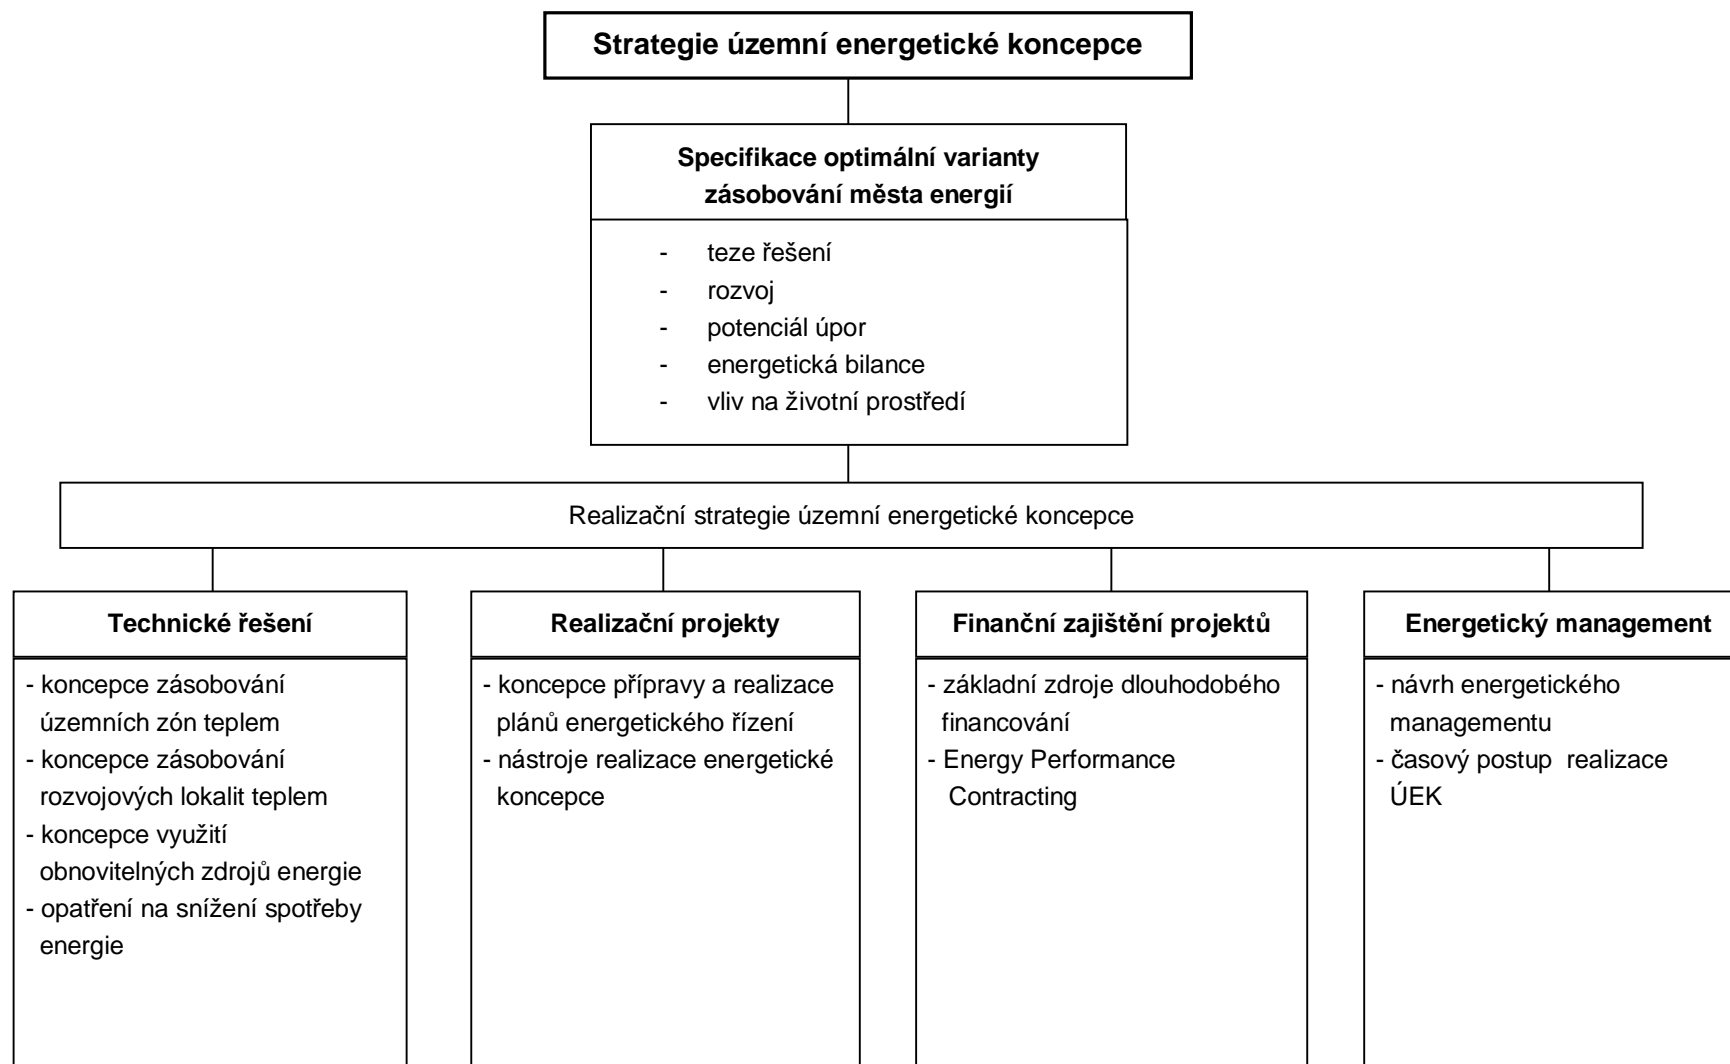 Strategie územní energetické koncepce
Specifikace optimální varianty
zásobování města energií
- teze řešení
- rozvoj
- potenciál úpor
- energetická bilance
- vliv na životní prostředí
Realizační strategie územní energetické koncepce
Technické řešení
- koncepce zásobování
územních zón teplem
- koncepce zásobování
rozvojových lokalit teplem
- koncepce využití
obnovitelných zdrojů energie
- opatření na snížení spotřeby
energie
Realizační projekty
- koncepce přípravy a realizace
plánů energetického řízení
- nástroje realizace energetické
koncepce
Finanční zajištění projektů
- základní zdroje dlouhodobého
financování
- Energy Performance
Contracting
Energetický management
- návrh energetického
managementu
- časový postup  realizace
ÚEK